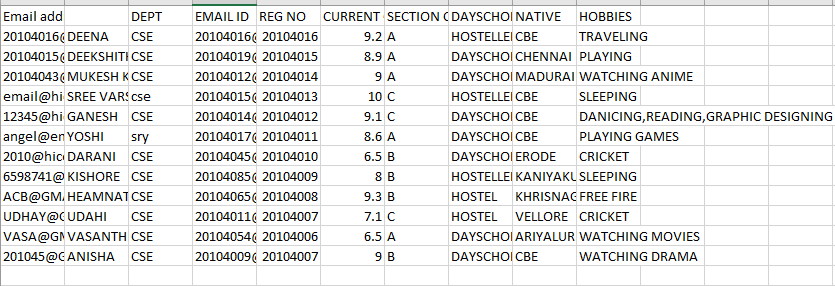 Email add DEPT EMAIL ID REG NO CURRENT SECTION DAYSCHO NATIVE HOBBIES
20104016@ DEENA CSE 20104016@ 20104016 9.2 A HOSTELLE CBE TRAVELING
20104015@ DEEKSHIT CSE 20104019@ 20104015 8.9 A DAYSCHO CHENNAI PLAYING
20104043@ MUKESH K CSE 20104012@ 20104014 9 A DAYSCHO MADURAI WATCHING ANIME
email@hi SREE VARS cse 20104015@ 20104013 10 C HOSTELLE CBE SLEEPING
12345@hi GANESH CSE 20104014@ 20104012 9.1 C DAYSCHO CBE DANICING,READING,GRAPHIC DESIGNING
angel@en YOSHI sry 20104017@ 20104011 8.6 A DAYSCHO CBE PLAYING GAMES
2010@hic DARANI CSE 20104045@ 20104010 6.5 B DAYSCHO ERODE CRICKET
6598741@ KISHORE CSE 20104085@ 20104009 8 B HOSTELLE KANIYAKU SLEEPING
ACB@GM HEAMNAT CSE 20104065@ 20104008 9.3 B HOSTEL KHRISNAG FREE FIRE
UDHAY@G UDAHI CSE 20104011@ 20104007 7.1 C HOSTEL VELLORE CRICKET
VASA@GM VASANTH CSE 20104054@ 20104006 6.5 A DAYSCHO ARIYALUR WATCHING MOVIES
201045@G ANISHA CSE 20104009@ 20104007 9 B DAYSCHO CBE WATCHING DRAMA